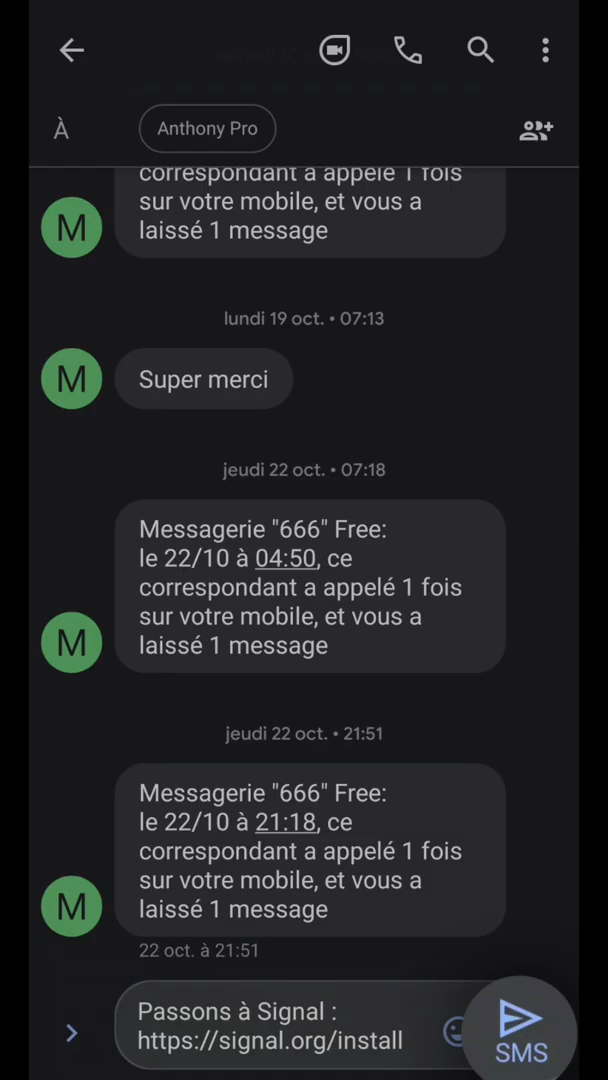 À
Anthony Pro
correspondant a appelé 1 fois
sur votre mobile, et vous a
laissé 1 message
lundi 19 oct. • 07:13
M
Super merci
M
jeudi 22 oct. • 07:18
Messagerie "666" Free:
le 22/10 à 04:50, ce
correspondant a appelé 1 fois
sur votre mobile, et vous a
laissé 1 message
M
jeudi 22 oct. • 21:51
Messagerie "666" Free:
le 22/10 à 21:18, ce
correspondant a appelé 1 fois
sur votre mobile, et vous a
laissé 1 message
M
22 oct. à 21:51
Passons à Signal :
https://signal.org/install
SMS